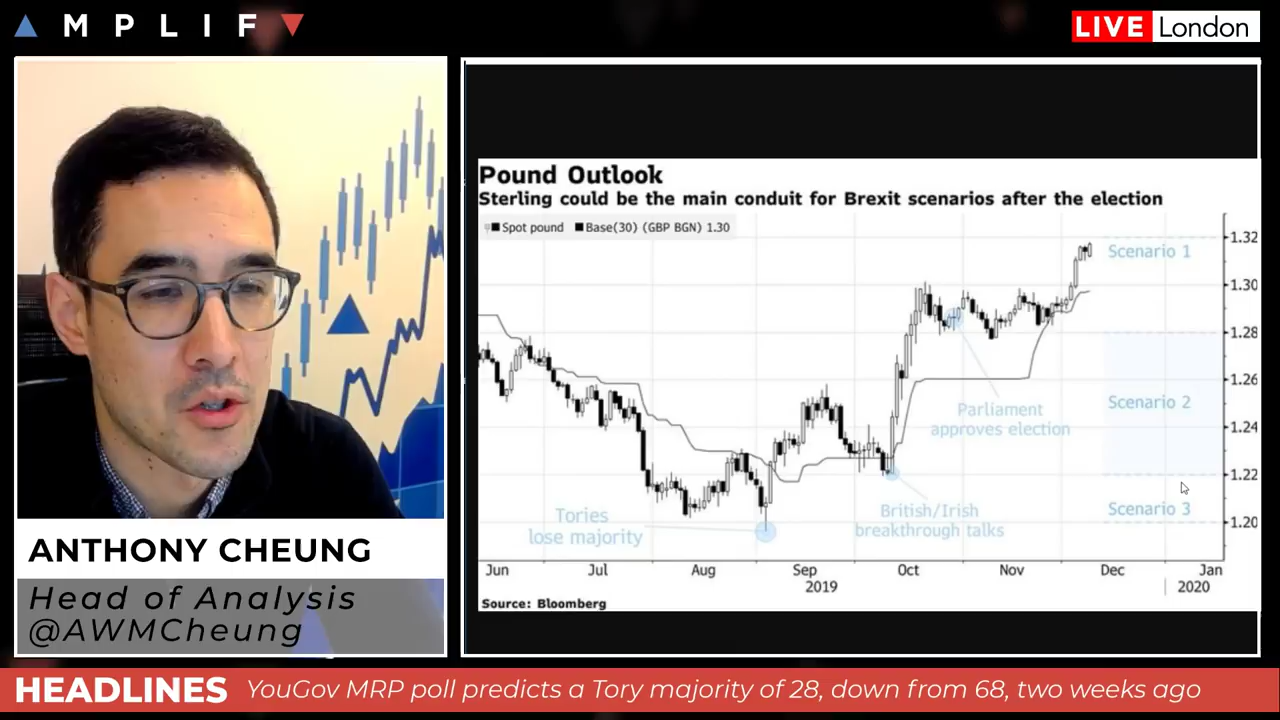 AMPLIFY
LIVE London
Pound Outlook
Sterling could be the main conduit for Brexit scenarios after the election
Spot pound Base(30) (GBP BGN) 1.30
1.32
Scenario 1
1.30
1.28
1.26
Scenario 2
Parliament
approves election
1.24
1.22
British/Irish
breakthrough talks
Scenario 3
Tories
lose majority
1.20
Jun Jul Aug Sep Oct Nov Dec Jan
2019 2020
Source: Bloomberg
ANTHONY CHEUNG
Head of Analysis
@AWMCheung
HEADLINES YouGov MRP poll predicts a Tory majority of 28, down from 68, two weeks ago